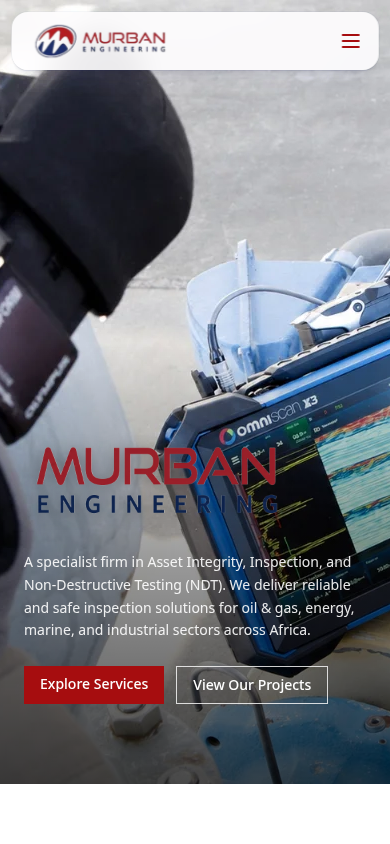 MURBAN
ENGINEERING
OLYMPUS
OMNISCAN X3
MURBAN
ENGINEERING
A specialist firm in Asset Integrity, Inspection, and
Non-Destructive Testing (NDT). We deliver reliable
and safe inspection solutions for oil & gas, energy,
marine, and industrial sectors across Africa.
Explore Services
View Our Projects